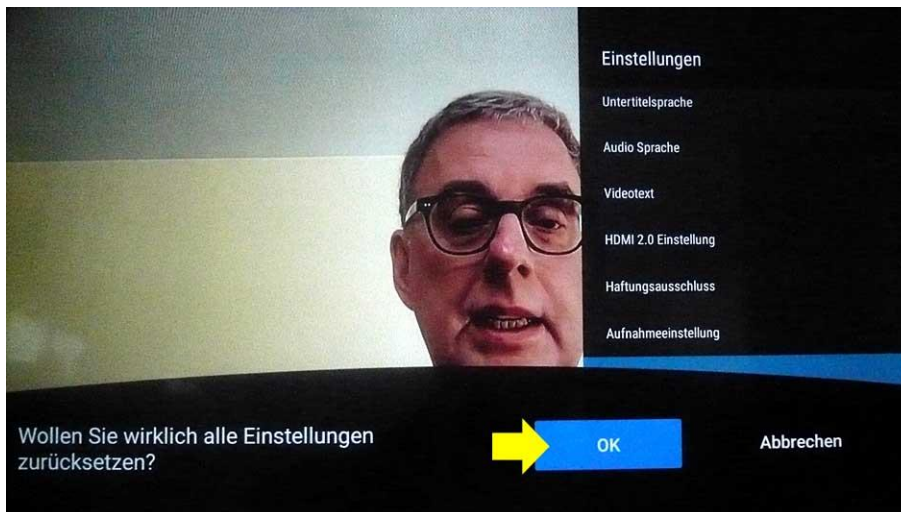 Einstellungen
Untertitelsprache
Audio Sprache
Videotext
HDMI 2.0 Einstellung
Haftungsausschluss
Aufnahmeeinstellung
Wollen Sie wirklich alle Einstellungen
zurücksetzen?
OK
Abbrechen